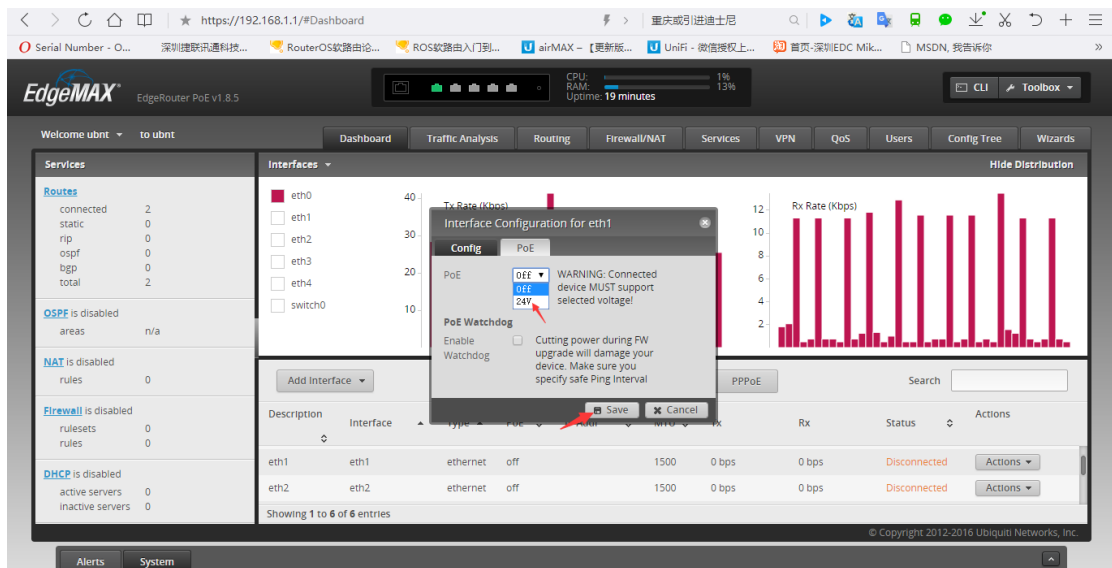 https://192.168.1.1/#Dashboard
重庆或引进迪士尼
Serial Number - O...
深圳捷联讯通科技...
RouterOS软路由论...
ROS软路由入门到...
airMAX – 【更新版...
UniFi - 微信授权上...
首页-深圳EDC Mik...
MSDN, 我告诉你
EdgeMAX
EdgeRouter PoE v1.8.5
CPU: 1%
RAM: 13%
Uptime: 19 minutes
CLI
Toolbox
Welcome ubnt
to ubnt
Dashboard
Traffic Analysis
Routing
Firewall/NAT
Services
VPN
QoS
Users
Config Tree
Wizards
Services
Routes
connected 2
static 0
rip 0
ospf 0
bgp 0
total 2
OSPF is disabled
areas n/a
NAT is disabled
rules 0
Firewall is disabled
rulesets 0
rules 0
DHCP is disabled
active servers 0
inactive servers 0
Interfaces
Hide Distribution
eth0
eth1
eth2
eth3
eth4
switch0
Tx Rate (Kbps)
40
30
20
10
Rx Rate (Kbps)
12
10
8
6
4
2
Interface Configuration for eth1
Config
PoE
PoE
Off
Off
24V
WARNING: Connected
device MUST support
selected voltage!
PoE Watchdog
Enable
Watchdog
Cutting power during FW
upgrade will damage your
device. Make sure you
specify safe Ping Interval
Save
Cancel
Add Interface
PPPoE
Search
Description
Interface
Type
PoE
Addr
MTU
Tx
Rx
Status
Actions
eth1 eth1 ethernet off 1500 0 bps 0 bps Disconnected Actions
eth2 eth2 ethernet off 1500 0 bps 0 bps Disconnected Actions
Showing 1 to 6 of 6 entries
© Copyright 2012-2016 Ubiquiti Networks, Inc.
Alerts
System